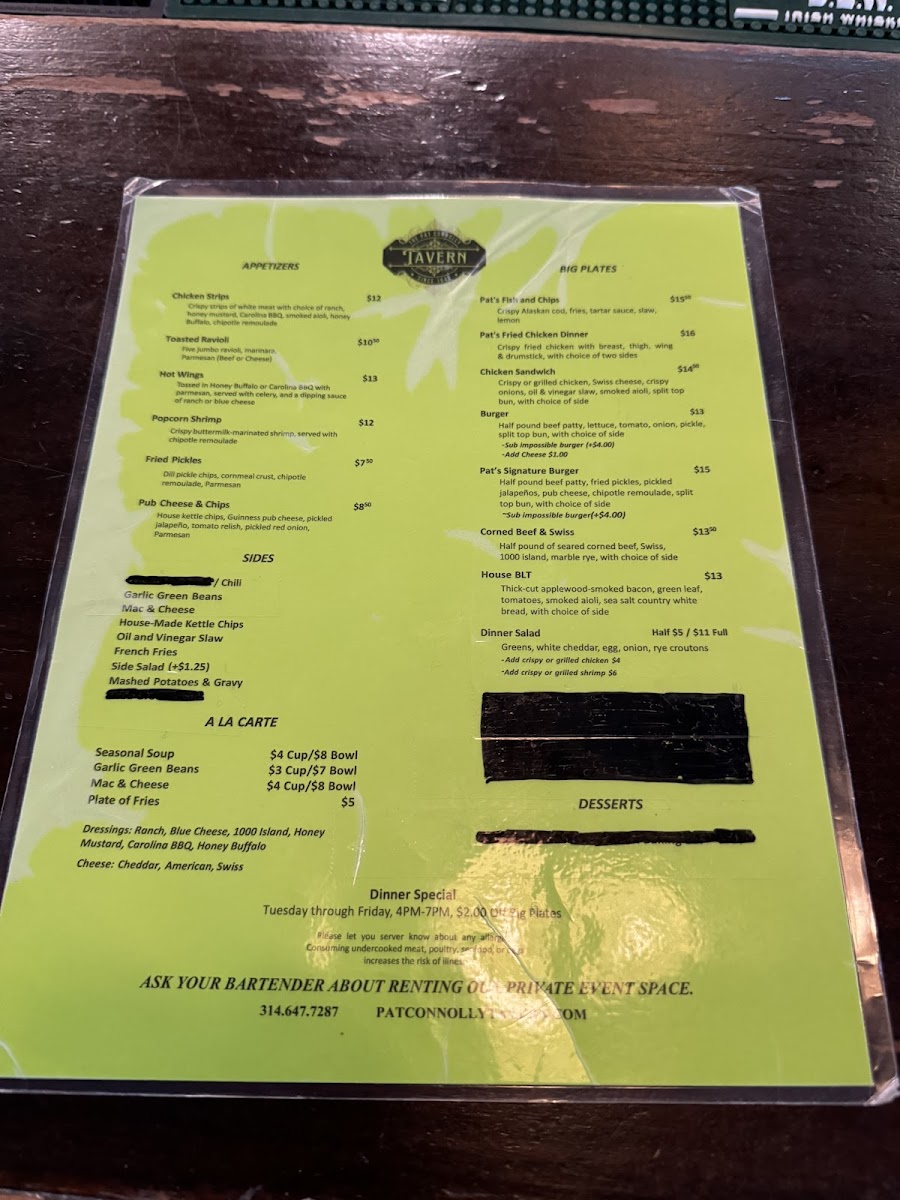 IRISH WHISK
THE PAT CONNOLLY
TAVERN
SINCE 1942
APPETIZERS
Chicken Strips $12
Crispy strips of white meat with choice of ranch,
honey mustard, Carolina BBQ, smoked aioli, honey
Buffalo, chipotle remoulade
Toasted Ravioli $10⁵⁰
Five jumbo ravioli, marinara,
Parmesan (Beef or Cheese)
Hot Wings $13
Tossed in Honey Buffalo or Carolina BBQ with
parmesan, served with celery, and a dipping sauce
of ranch or blue cheese
Popcorn Shrimp $12
Crispy buttermilk-marinated shrimp, served with
chipotle remoulade
Fried Pickles $7⁵⁰
Dill pickle chips, cornmeal crust, chipotle
remoulade, Parmesan
Pub Cheese & Chips $8⁵⁰
House kettle chips, Guinness pub cheese, pickled
jalapeño, tomato relish, pickled red onion,
Parmesan
SIDES
/ Chili
Garlic Green Beans
Mac & Cheese
House-Made Kettle Chips
Oil and Vinegar Slaw
French Fries
Side Salad (+$1.25)
Mashed Potatoes & Gravy
A LA CARTE
Seasonal Soup $4 Cup/$8 Bowl
Garlic Green Beans $3 Cup/$7 Bowl
Mac & Cheese $4 Cup/$8 Bowl
Plate of Fries $5
Dressings: Ranch, Blue Cheese, 1000 Island, Honey
Mustard, Carolina BBQ, Honey Buffalo
Cheese: Cheddar, American, Swiss
BIG PLATES
Pat's Fish and Chips $15⁵⁰
Crispy Alaskan cod, fries, tartar sauce, slaw,
lemon
Pat's Fried Chicken Dinner $16
Crispy fried chicken with breast, thigh, wing
& drumstick, with choice of two sides
Chicken Sandwich $14⁵⁰
Crispy or grilled chicken, Swiss cheese, crispy
onions, oil & vinegar slaw, smoked aioli, split top
bun, with choice of side
Burger $13
Half pound beef patty, lettuce, tomato, onion, pickle,
split top bun, with choice of side
-Sub impossible burger (+$4.00)
-Add Cheese $1.00
Pat's Signature Burger $15
Half pound beef patty, fried pickles, pickled
jalapeños, pub cheese, chipotle remoulade, split
top bun, with choice of side
~Sub impossible burger(+$4.00)
Corned Beef & Swiss $13⁵⁰
Half pound of seared corned beef, Swiss,
1000 island, marble rye, with choice of side
House BLT $13
Thick-cut applewood-smoked bacon, green leaf,
tomatoes, smoked aioli, sea salt country white
bread, with choice of side
Dinner Salad Half $5 / $11 Full
Greens, white cheddar, egg, onion, rye croutons
-Add crispy or grilled chicken $4
-Add crispy or grilled shrimp $6
DESSERTS
Dinner Special
Tuesday through Friday, 4PM-7PM, $2.00 Off Big Plates
Please let you server know about any
Consuming undercooked meat, poultry, seafood, or
increases the risk of
ASK YOUR BARTENDER ABOUT RENTING OUR PRIVATE EVENT SPACE.
314.647.7287 PATCONNOLLY COM